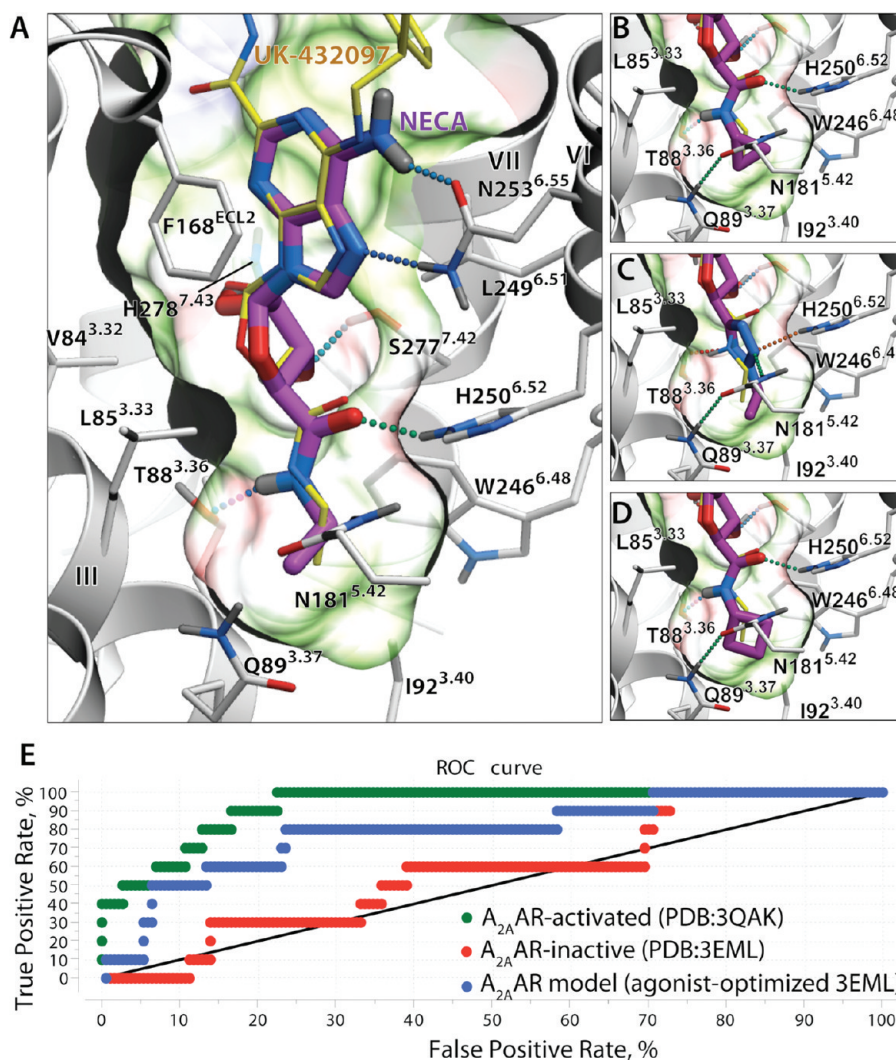 A
UK-432097
NECA
VII
VI
N253^6.55
F168^ECL2
L249^6.51
H278^7.43
V84^3.32
S277^7.42
L85^3.33
H250^6.52
T88^3.36
W246^6.48
III
N181^5.42
Q89^3.37
I92^3.40
B
L85^3.33
H250^6.52
W246^6.48
T88^3.36
N181^5.42
Q89^3.37
I92^3.40
C
L85^3.33
H250^6.52
W246^6.4
T88^3.36
N181^5.42
Q89^3.37
I92^3.40
D
L85^3.33
H250^6.52
W246^6.48
T88^3.36
N181^5.42
Q89^3.37
I92^3.40
E
ROC curve
True Positive Rate, %
100
90
80
70
60
50
40
30
20
10
0
A2AAR-activated (PDB:3QAK)
A2AAR-inactive (PDB:3EML)
A2AAR model (agonist-optimized 3EML)
0 10 20 30 40 50 60 70 80 90 100
False Positive Rate, %